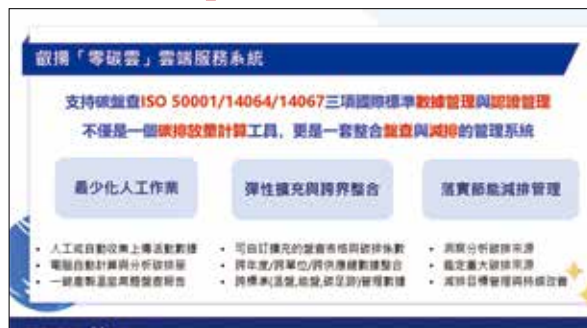 叡揚「零碳雲」雲端服務系統
支持碳盤查ISO 50001/14064/14067三項國際標準數據管理與認證管理
不僅是一個碳排放量計算工具，更是一套整合盤查與減排的管理系統
最少化人工作業
彈性擴充與跨界整合
落實節能減排管理
• 人工或自動收集上傳活動數據
• 電腦自動計算與分析碳排量
• 一鍵產製溫室氣體盤查報告
• 可自訂擴充的盤查表格與碳排係數
• 跨年度/跨單位/跨供應鏈數據整合
• 跨標準(溫盤,能盤,碳足跡)管理數據
• 洞察分析碳排來源
• 鑑定重大碳排來源
• 減排目標管理與持續改善